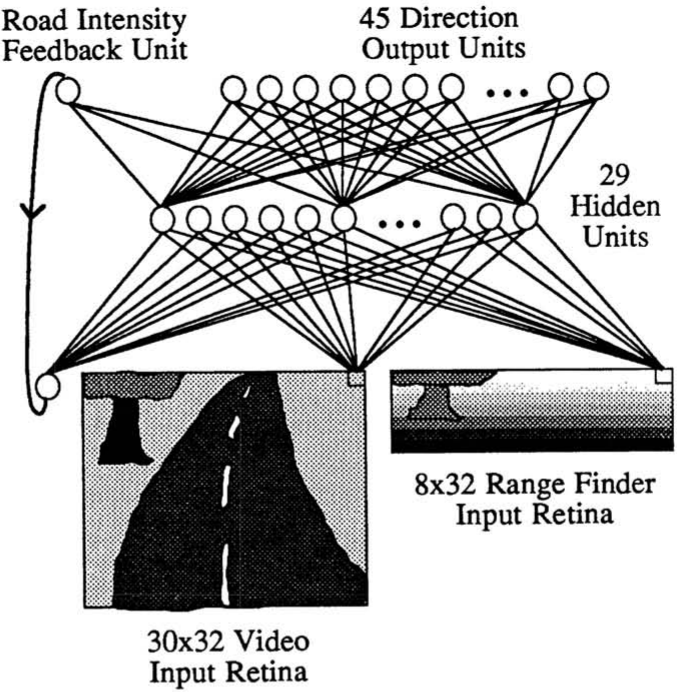 Road Intensity
Feedback Unit
45 Direction
Output Units
29
Hidden
Units
8x32 Range Finder
Input Retina
30x32 Video
Input Retina